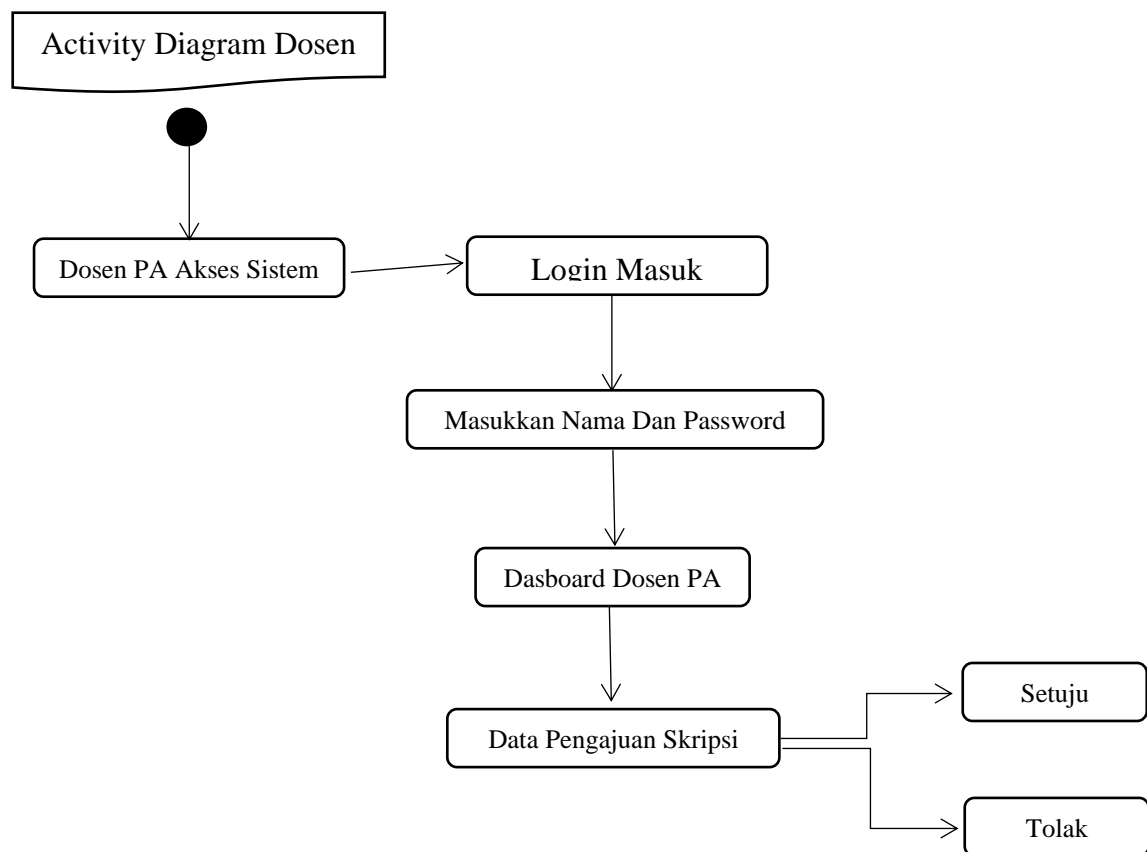 Activity Diagram Dosen
Dosen PA Akses Sistem
Login Masuk
Masukkan Nama Dan Password
Dasboard Dosen PA
Data Pengajuan Skripsi
Setuju
Tolak